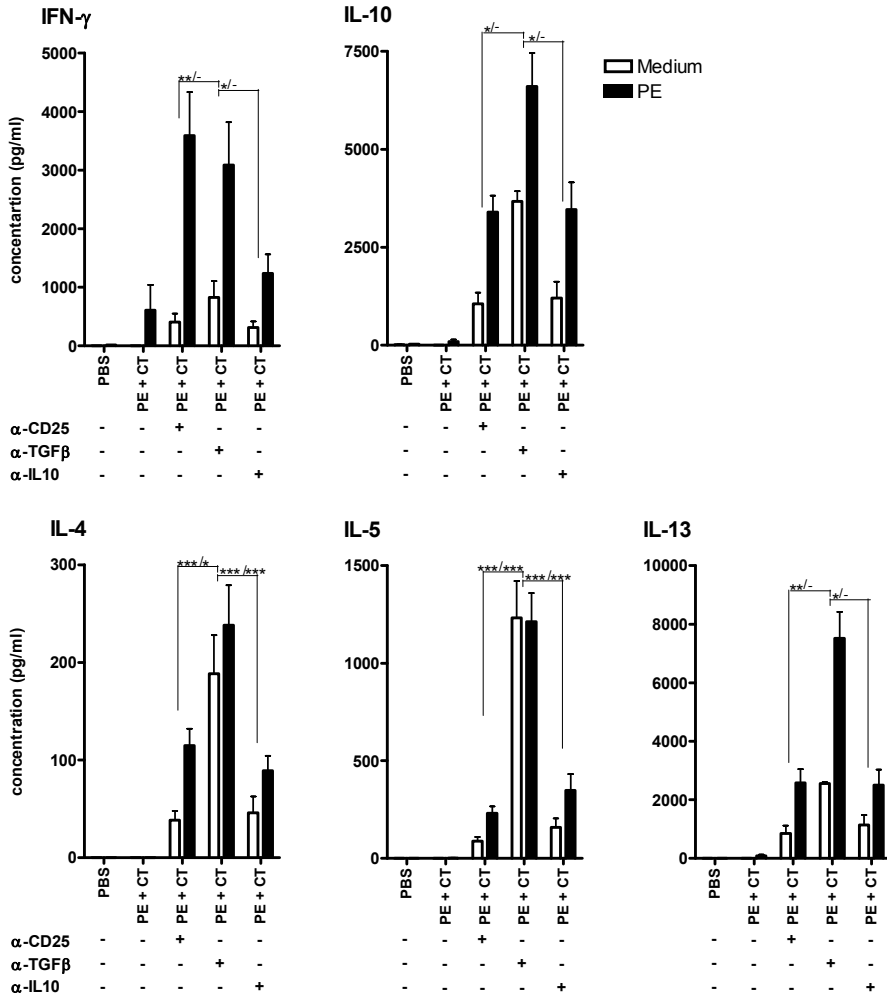 IFN-γ
5000
4000
3000
2000
1000
0
concentartion (pg/ml)
**/-
*/-
PBS
PE + CT
PE + CT
PE + CT
PE + CT
IL-10
7500
5000
2500
0
*/-
*/-
PBS
PE + CT
PE + CT
PE + CT
PE + CT
Medium
PE
α-CD25 - - + - -
α-TGFβ - - + -
α-IL10 - - +
- - +
- - +
- - +
IL-4
300
200
100
0
concentration (pg/ml)
***/*
***/***
PBS
PE + CT
PE + CT
PE + CT
PE + CT
IL-5
1500
1000
500
0
***/***
***/***
PBS
PE + CT
PE + CT
PE + CT
PE + CT
IL-13
10000
8000
6000
4000
2000
0
**/-
*/-
PBS
PE + CT
PE + CT
PE + CT
PE + CT
α-CD25 - - + - - + - - +
α-TGFβ - - + - - + - - +
α-IL10 - - + - - + - - +